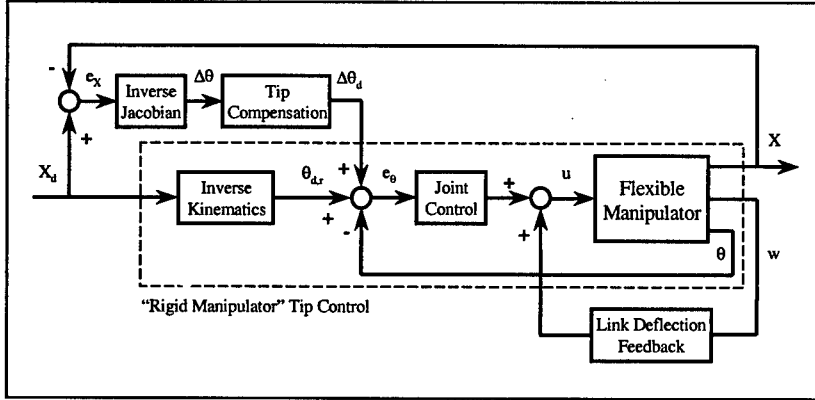 -
e_X
Inverse
Jacobian
Δθ
Tip
Compensation
Δθ_d
X
+
X_d
+
Inverse
Kinematics
θ_d,r
+
-
e_θ
Joint
Control
+
+
u
Flexible
Manipulator
θ
w
"Rigid Manipulator" Tip Control
Link Deflection
Feedback